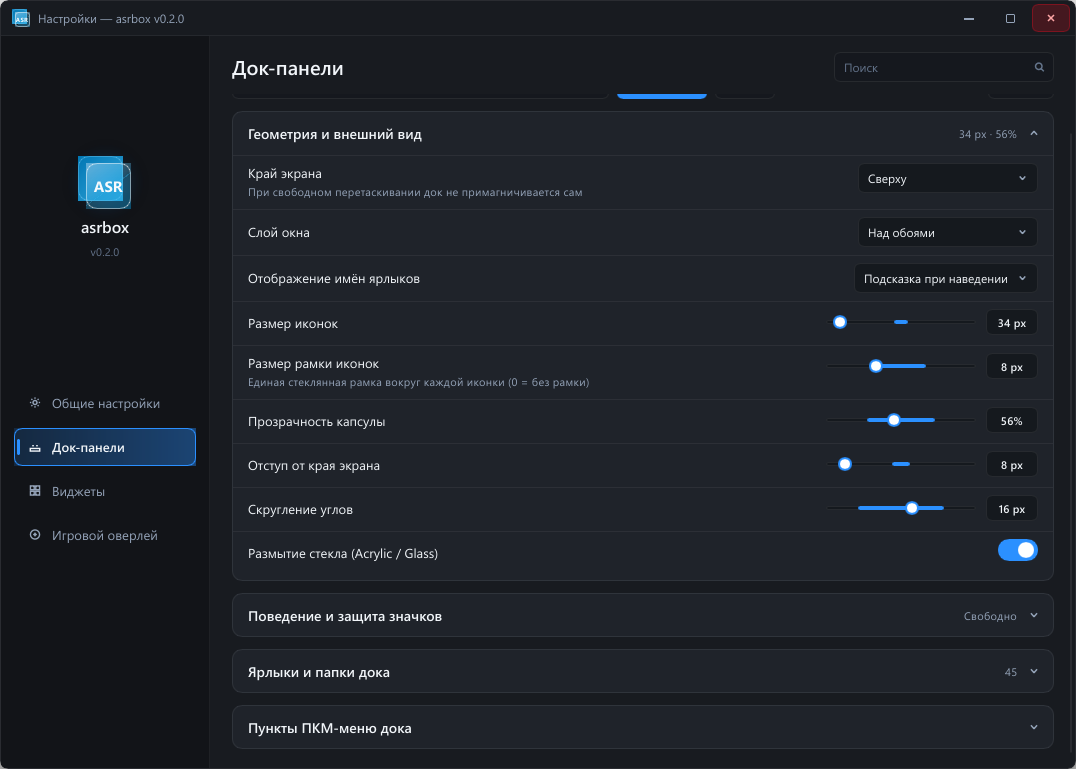 ASR
Настройки — asrbox v0.2.0
Док-панели
Поиск
ASR
asrbox
v0.2.0
Общие настройки
Док-панели
Виджеты
Игровой оверлей
Геометрия и внешний вид
34 px · 56%
Край экрана
При свободном перетаскивании док не примагничивается сам
Сверху
Слой окна
Над обоями
Отображение имён ярлыков
Подсказка при наведении
Размер иконок
34 px
Размер рамки иконок
Единая стеклянная рамка вокруг каждой иконки (0 = без рамки)
8 px
Прозрачность капсулы
56%
Отступ от края экрана
8 px
Скругление углов
16 px
Размытие стекла (Acrylic / Glass)
Поведение и защита значков
Свободно
Ярлыки и папки дока
45
Пункты ПКМ-меню дока